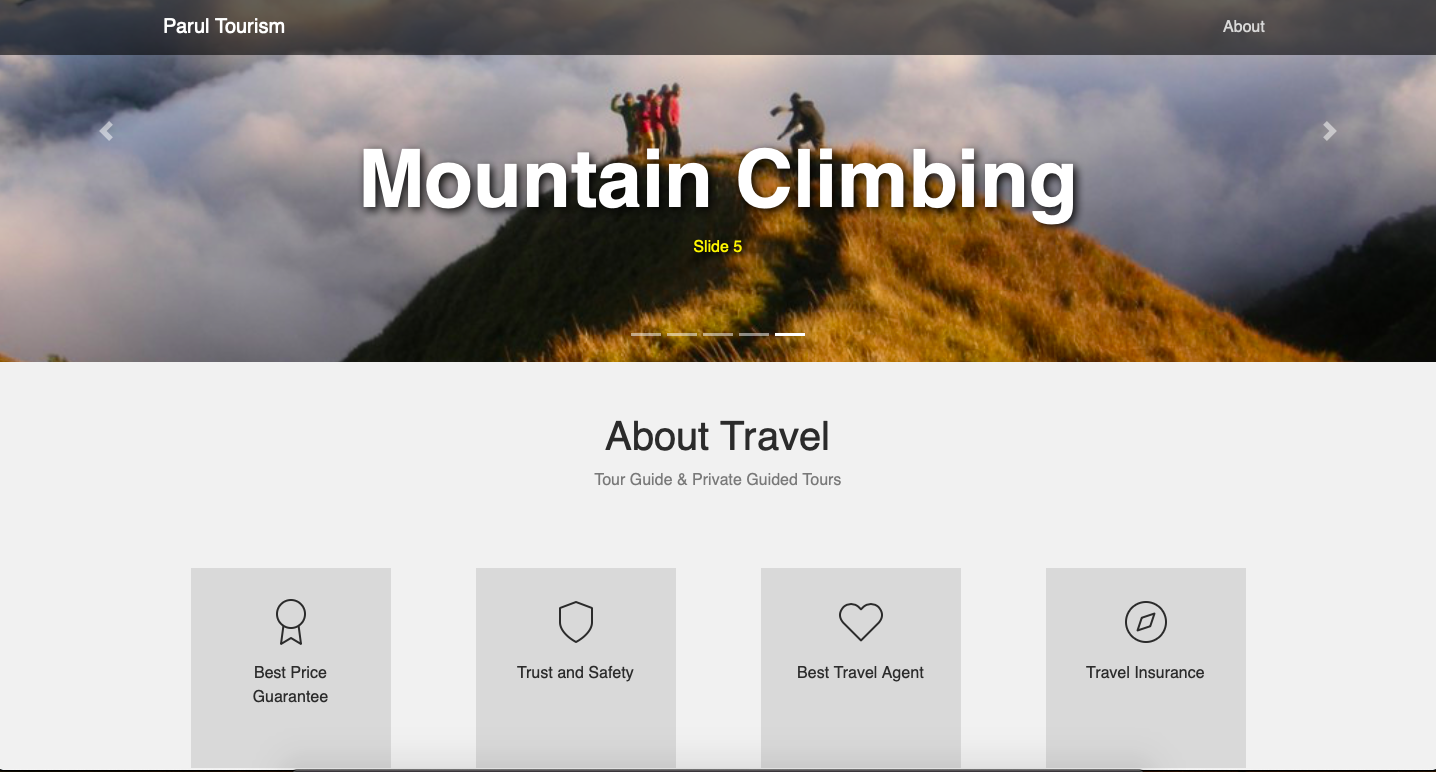 Parul Tourism
About
Mountain Climbing
Slide 5
About Travel
Tour Guide & Private Guided Tours
Best Price
Guarantee
Trust and Safety
Best Travel Agent
Travel Insurance